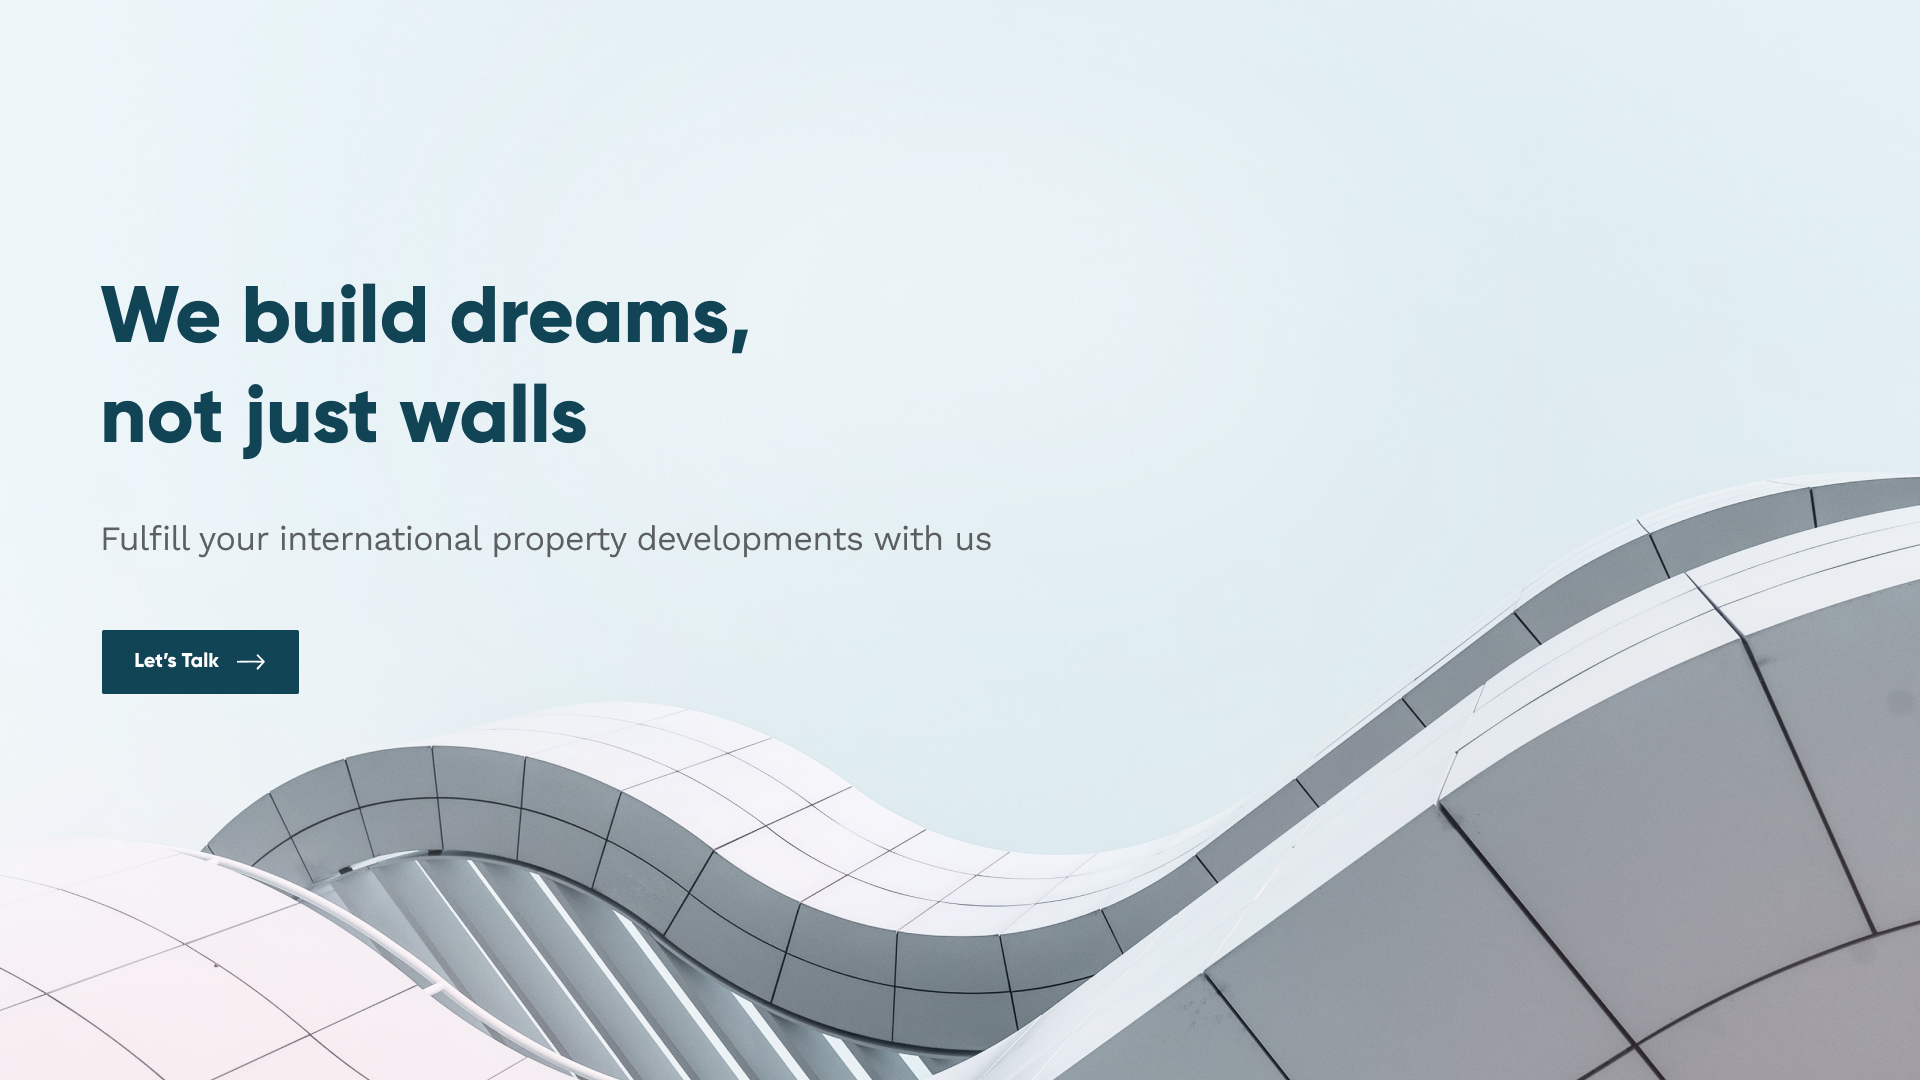 We build dreams,
not just walls
Fulfill your international property developments with us
Let’s Talk